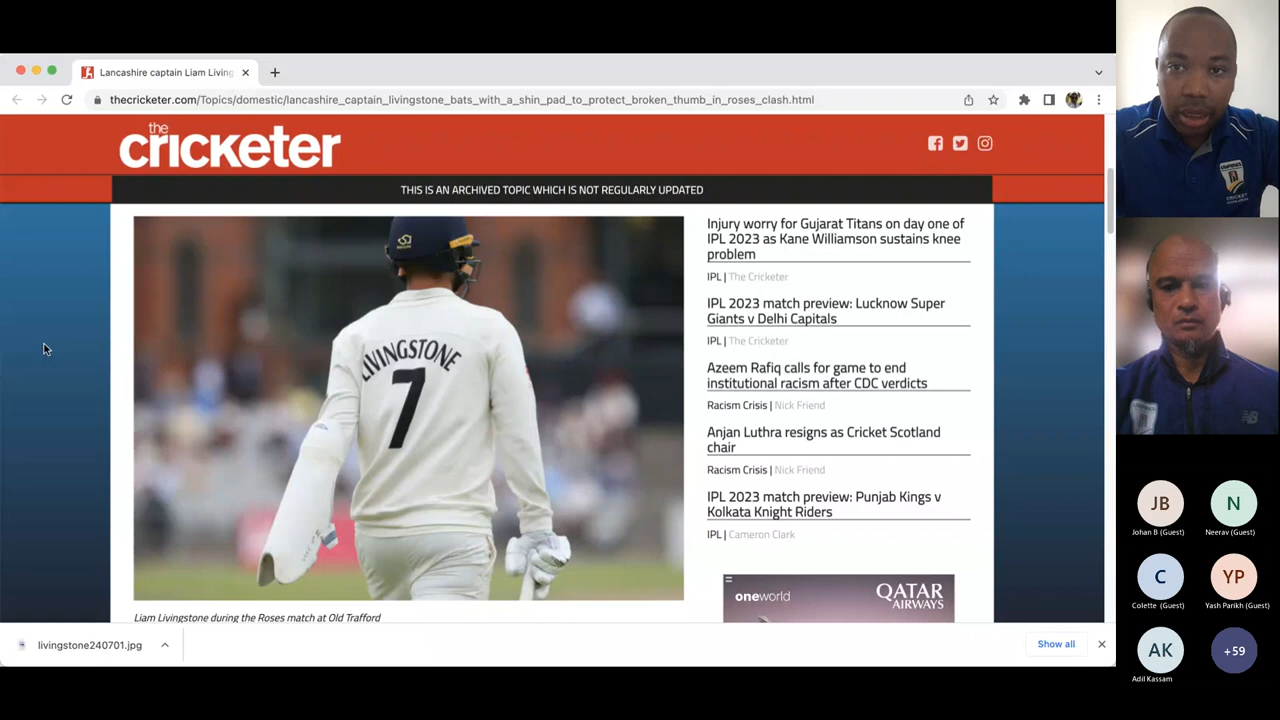 Lancashire captain Liam Living
thecricketer.com/Topics/domestic/lancashire_captain_livingstone_bats_with_a_shin_pad_to_protect_broken_thumb_in_roses_clash.html
the
cricketer
THIS IS AN ARCHIVED TOPIC WHICH IS NOT REGULARLY UPDATED
LIVINGSTONE
7
Liam Livingstone during the Roses match at Old Trafford
Injury worry for Gujarat Titans on day one of
IPL 2023 as Kane Williamson sustains knee
problem
IPL | The Cricketer
IPL 2023 match preview: Lucknow Super
Giants v Delhi Capitals
IPL | The Cricketer
Azeem Rafiq calls for game to end
institutional racism after CDC verdicts
Racism Crisis | Nick Friend
Anjan Luthra resigns as Cricket Scotland
chair
Racism Crisis | Nick Friend
IPL 2023 match preview: Punjab Kings v
Kolkata Knight Riders
IPL | Cameron Clark
oneworld
QATAR
AIRWAYS
livingstone240701.jpg
Show all
JB
Johan B (Guest)
N
Neerav (Guest)
C
Colette (Guest)
YP
Yash Parikh (Guest)
AK
Adil Kassam
+59